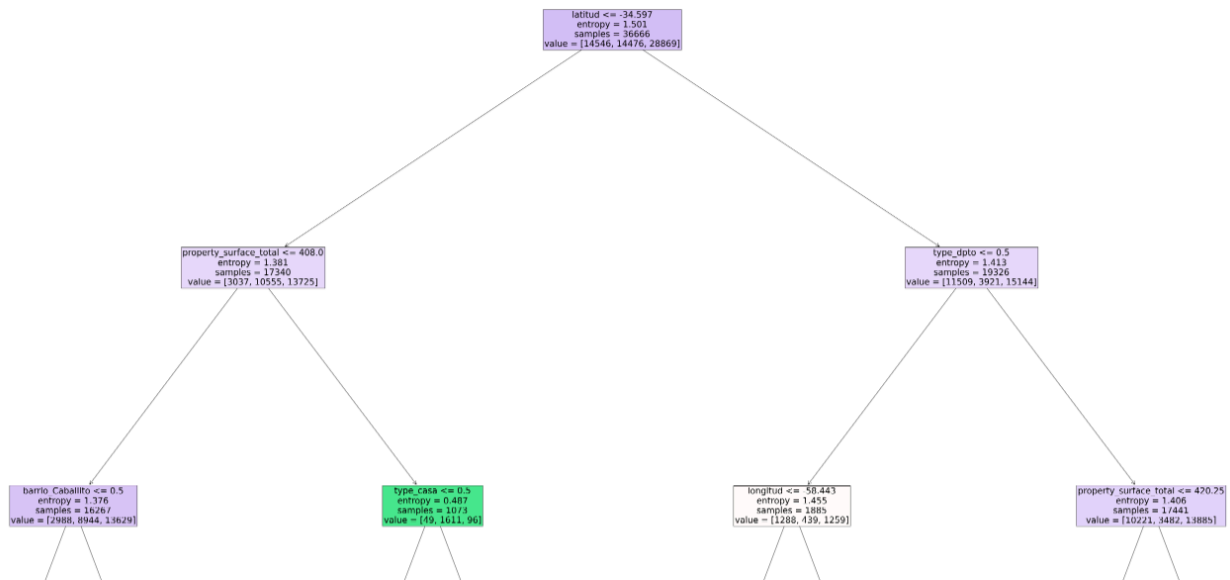 latitud <= -34.597
entropy = 1.501
samples = 36666
value = [14546, 14476, 28869]
property_surface_total <= 408.0
entropy = 1.381
samples = 17340
value = [3037, 10555, 13725]
type_dpto <= 0.5
entropy = 1.413
samples = 19326
value = [11509, 3921, 15144]
barrio_Caballito <= 0.5
entropy = 1.376
samples = 16267
value = [2988, 8944, 13629]
type_casa <= 0.5
entropy = 0.487
samples = 1073
value = [49, 1611, 96]
longitud <= -58.443
entropy = 1.455
samples = 1885
value = [1288, 439, 1259]
property_surface_total <= 420.25
entropy = 1.406
samples = 17441
value = [10221, 3482, 13885]